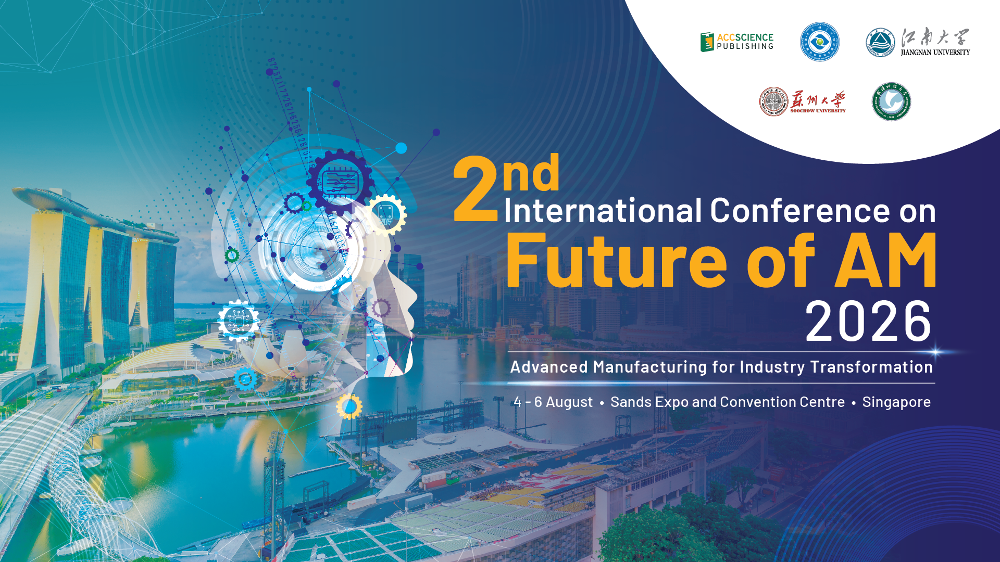 ACCSCIENCE
PUBLISHING
江南大学
JIANGNAN UNIVERSITY
蘇州大學
SOOCHOW UNIVERSITY
2nd
International Conference on
Future of AM
2026
Advanced Manufacturing for Industry Transformation
4 - 6 August • Sands Expo and Convention Centre • Singapore